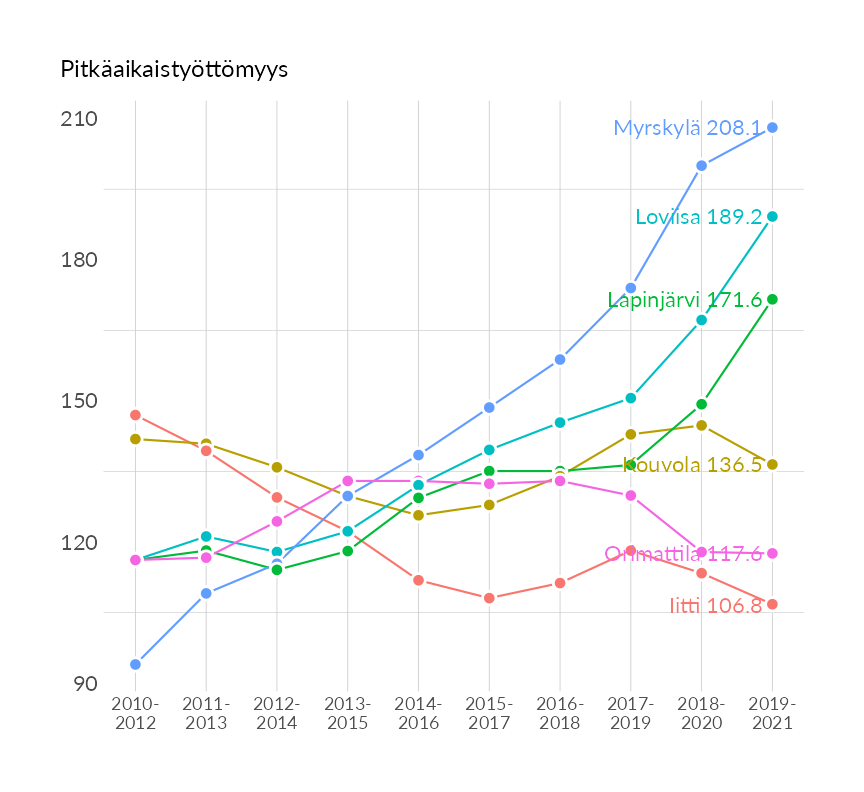 Pitkäaikaistyöttömyys
210
Myrskylä 208.1
Loviisa 189.2
180
Lapinjärvi 171.6
150
Kouvola 136.5
120
Orimattila 117.6
Iitti 106.8
90
2010- 2011- 2012- 2013- 2014- 2015- 2016- 2017- 2018- 2019-
2012 2013 2014 2015 2016 2017 2018 2019 2020 2021